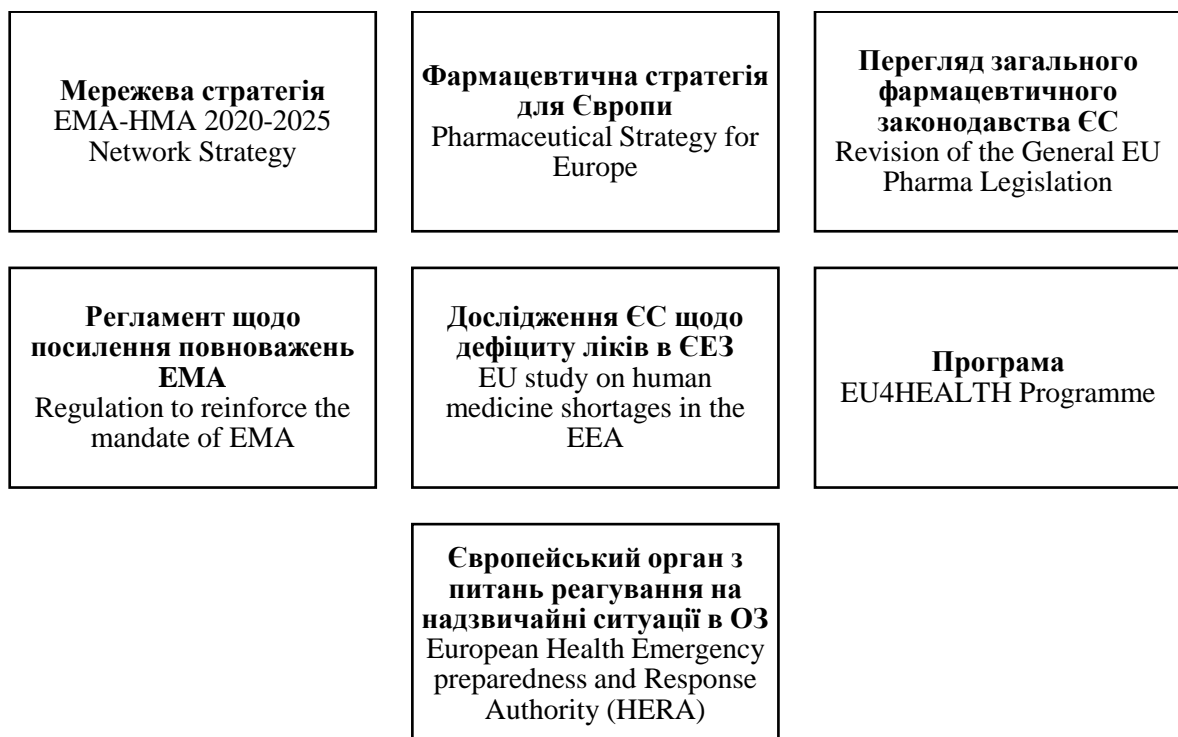 Мережева стратегія
EMA-HMA 2020-2025
Network Strategy
Фармацевтична стратегія
для Європи
Pharmaceutical Strategy for
Europe
Перегляд загального
фармацевтичного
законодавства ЄС
Revision of the General EU
Pharma Legislation
Регламент щодо
посилення повноважень
EMA
Regulation to reinforce the
mandate of EMA
Дослідження ЄС щодо
дефіциту ліків в ЄЕЗ
EU study on human
medicine shortages in the
EEA
Програма
EU4HEALTH Programme
Європейський орган з
питань реагування на
надзвичайні ситуації в ОЗ
European Health Emergency
preparedness and Response
Authority (HERA)